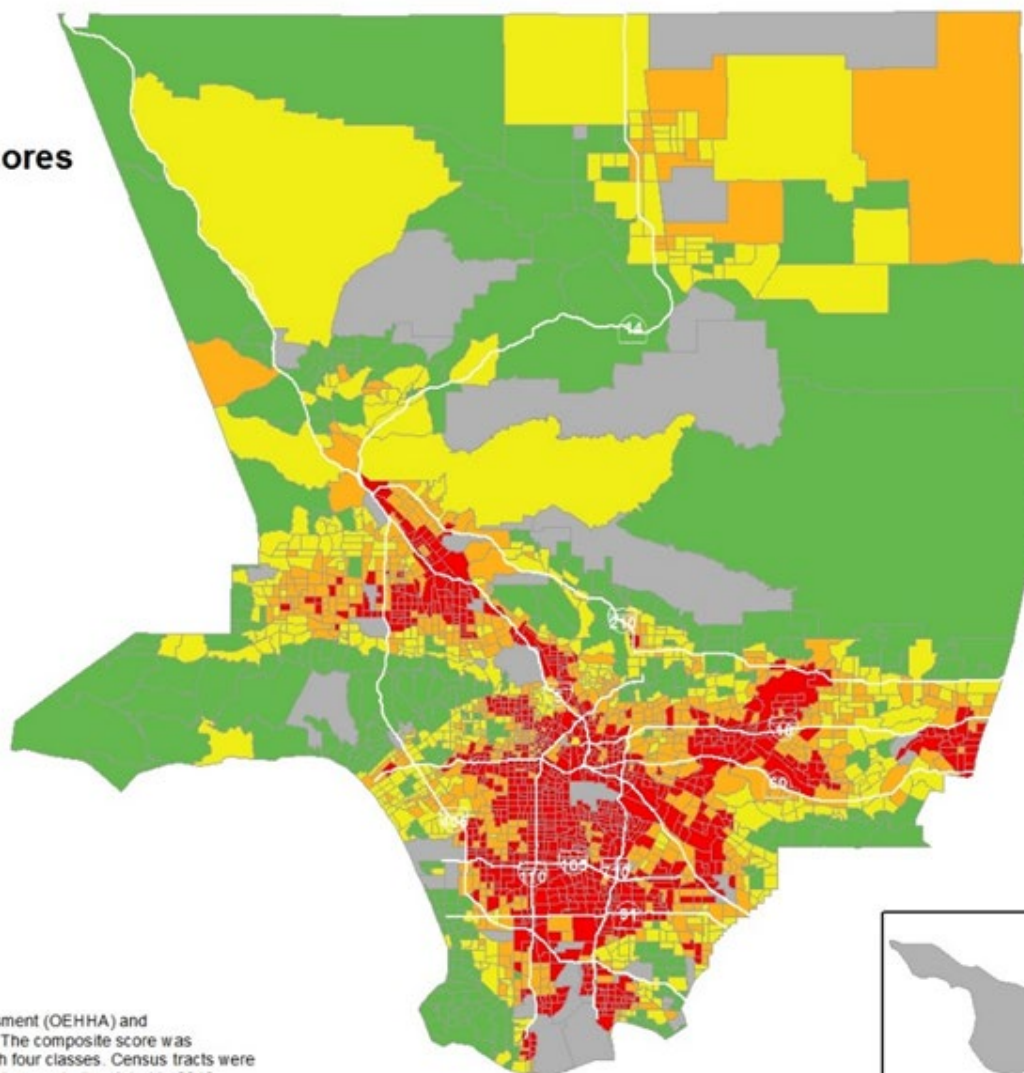 ores
14
210
10
60
405
110
105
710
91
ment (OEHHA) and
The composite score was
h four classes. Census tracts were